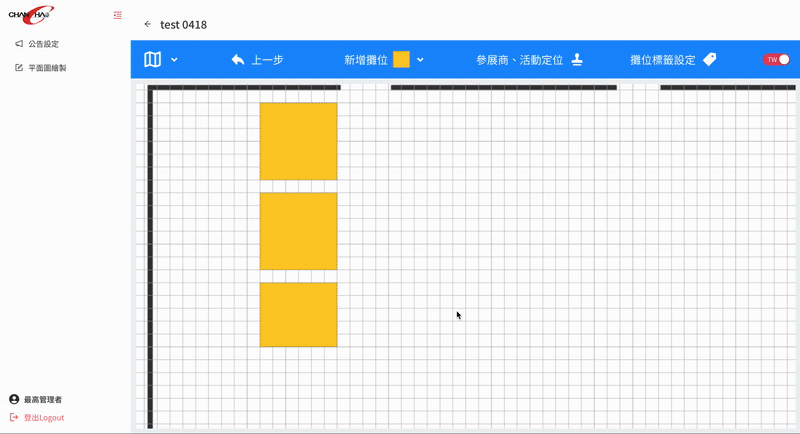 CHAN CHAO
公告設定
平面圖繪製
test 0418
上一步
新增攤位
參展商、活動定位
攤位標籤設定
TW
最高管理者
登出Logout